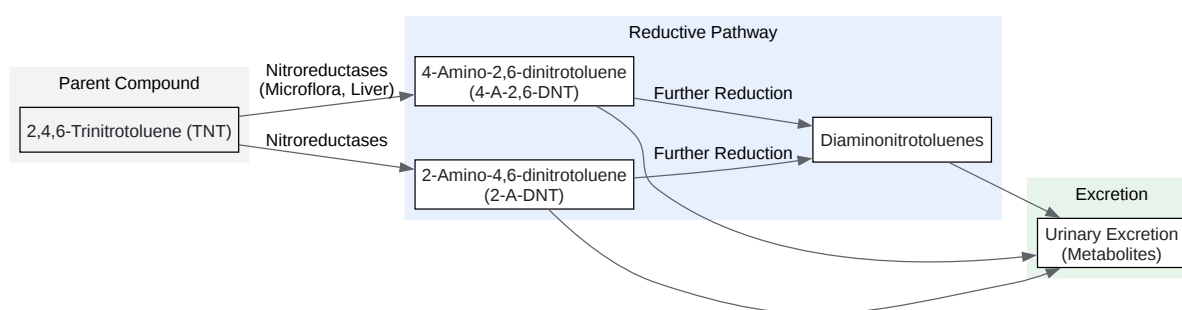 Parent Compound
2,4,6-Trinitrotoluene (TNT)
Nitroreductases
(Microflora, Liver)
Nitroreductases
Reductive Pathway
4-Amino-2,6-dinitrotoluene
(4-A-2,6-DNT)
2-Amino-4,6-dinitrotoluene
(2-A-DNT)
Further Reduction
Further Reduction
Diaminonitrotoluenes
Excretion
Urinary Excretion
(Metabolites)